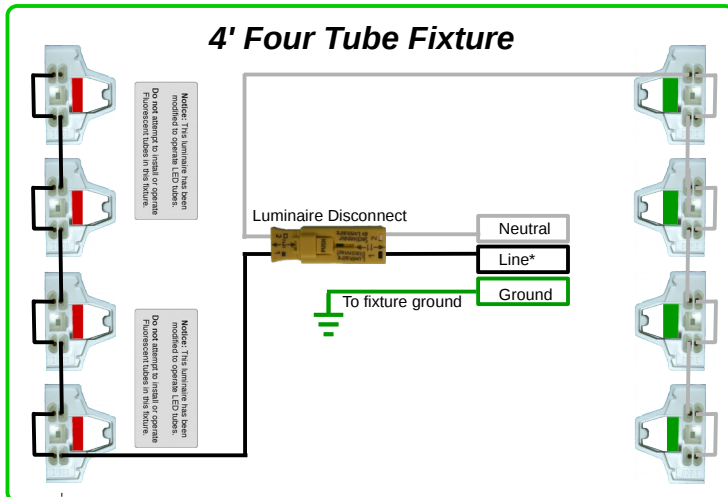 4' Four Tube Fixture
Notice: This luminaire has been
modified to operate LED tubes.
Do not attempt to install or operate
Fluorescent tubes in this fixture.
Luminaire Disconnect
Neutral
Line*
To fixture ground
Ground
Notice: This luminaire has been
modified to operate LED tubes.
Do not attempt to install or operate
Fluorescent tubes in this fixture.